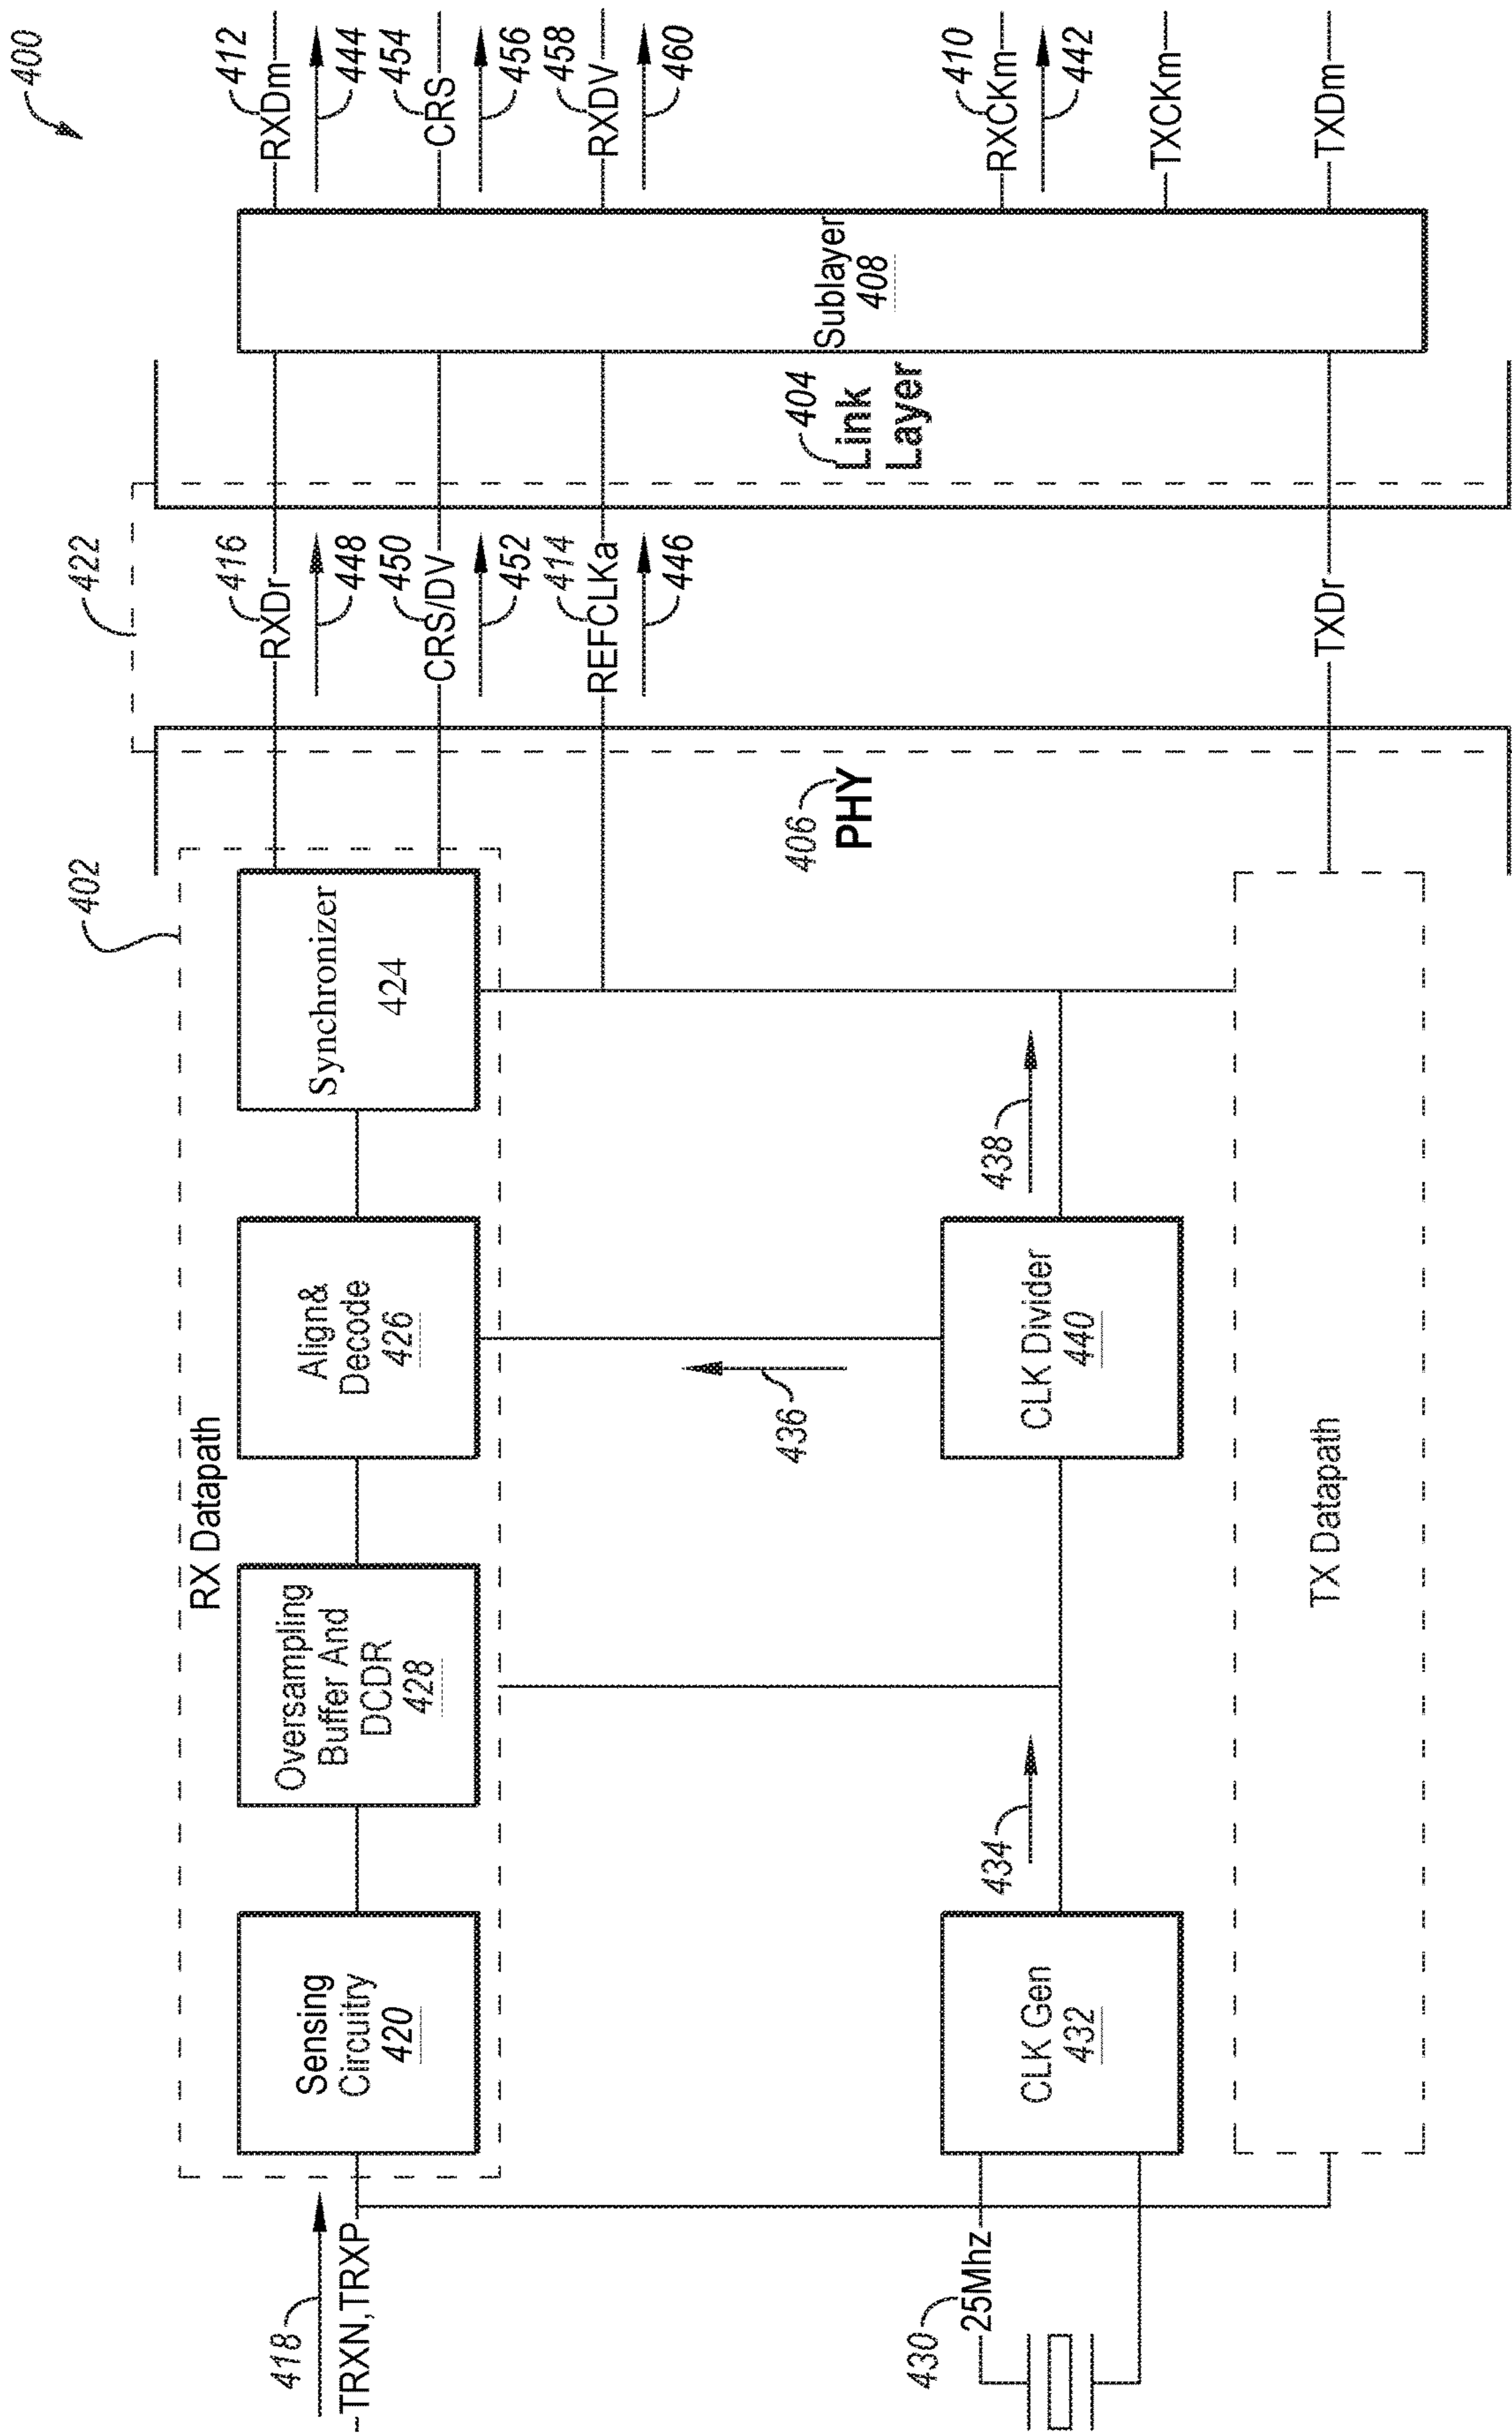 400
402
RX Datapath
418
TRXN,TRXP
Sensing
Circuitry
420
Oversampling
Buffer And
DCDR
428
Align&
Decode
426
Synchronizer
424
422
416
RXDr
448
450
CRS/DV
452
414
REFCLKa
446
412
RXDm
444
454
CRS
456
458
RXDV
460
406
PHY
404
Link
Layer
Sublayer
408
410
RXCKm
442
TXCKm
TXDm
TXDr
430
25Mhz
CLK Gen
432
434
436
CLK Divider
440
438
TX Datapath